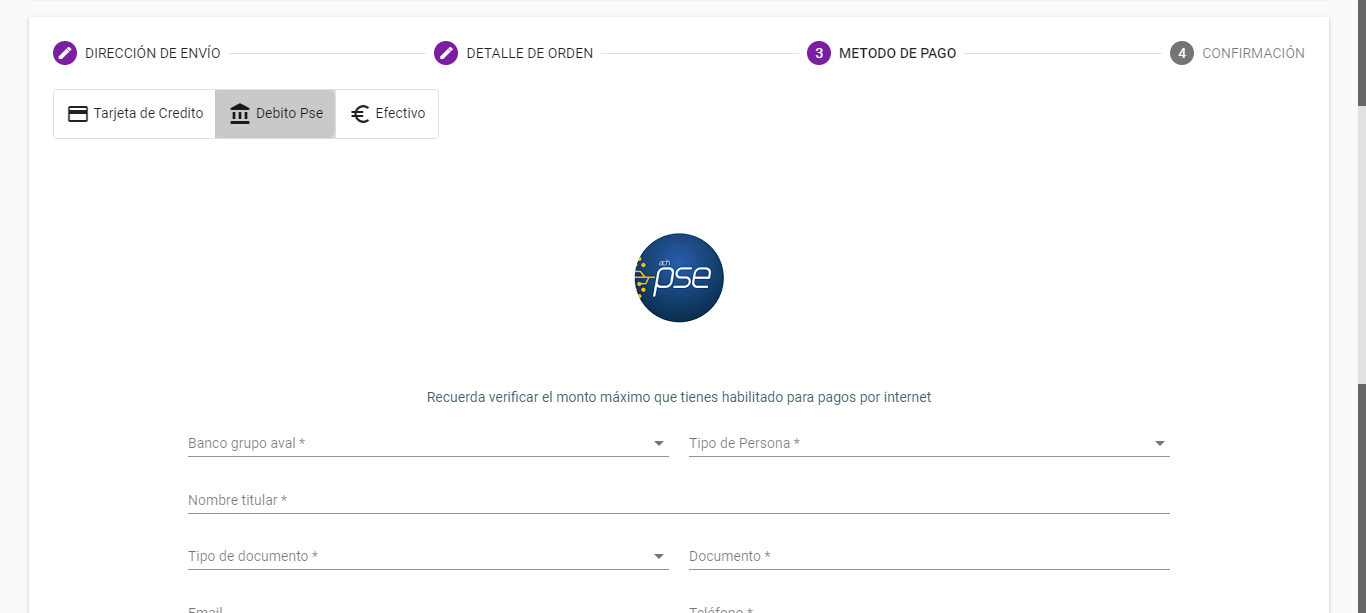 DIRECCIÓN DE ENVÍO
DETALLE DE ORDEN
3 METODO DE PAGO
4 CONFIRMACIÓN
Tarjeta de Credito
Debito Pse
Efectivo
ach
pse
Recuerda verificar el monto máximo que tienes habilitado para pagos por internet
Banco grupo aval *
Tipo de Persona *
Nombre titular *
Tipo de documento *
Documento *
Email
Teléfono *